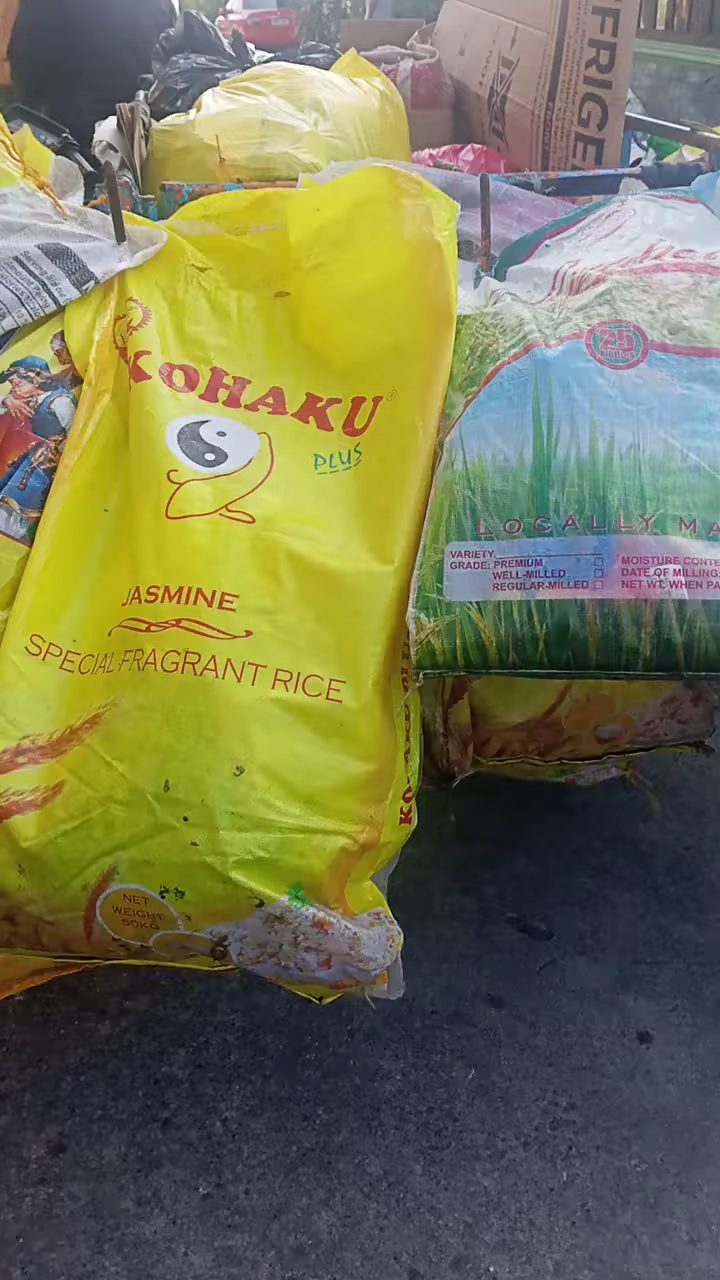 FRIGE
KOHAKU
PLUS
JASMINE
SPECIAL FRAGRANT RICE
NET
WEIGHT
50KG
25
LOCALLY MA
VARIETY
GRADE: PREMIUM
WELL-MILLED
REGULAR-MILLED
MOISTURE CONTE
DATE OF MILLING
NET WT. WHEN PA